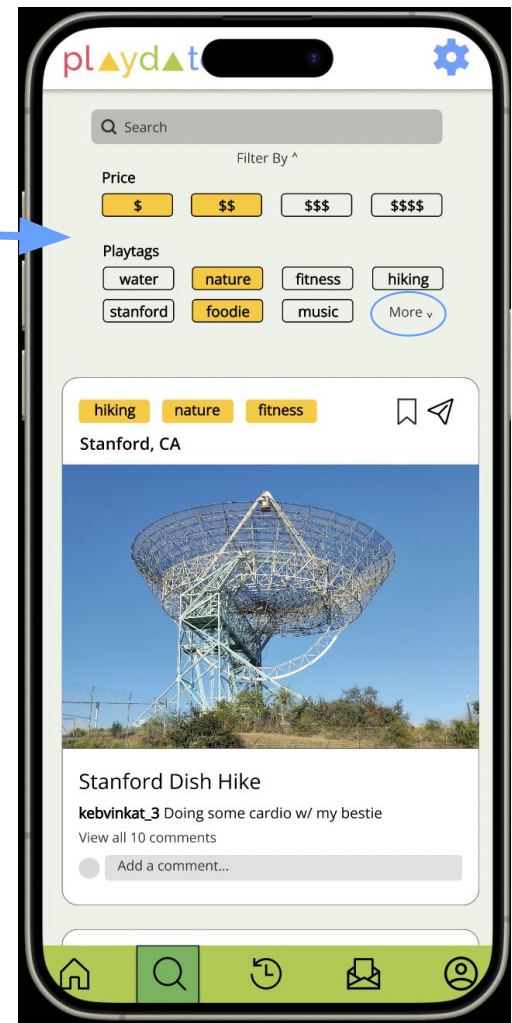 playdat
Search
Filter By ^
Price
$ $$ $$$ $$$$
Playtags
water nature fitness hiking
stanford foodie music More v
hiking nature fitness
Stanford, CA
Stanford Dish Hike
kebvinkat_3 Doing some cardio w/ my bestie
View all 10 comments
Add a comment...